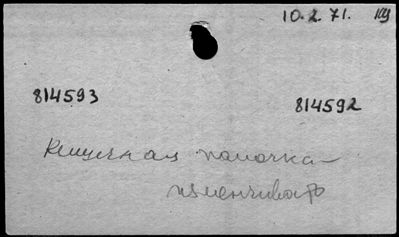 10.2.71.
814593
814592
Кишечная палочка—
изменчивость